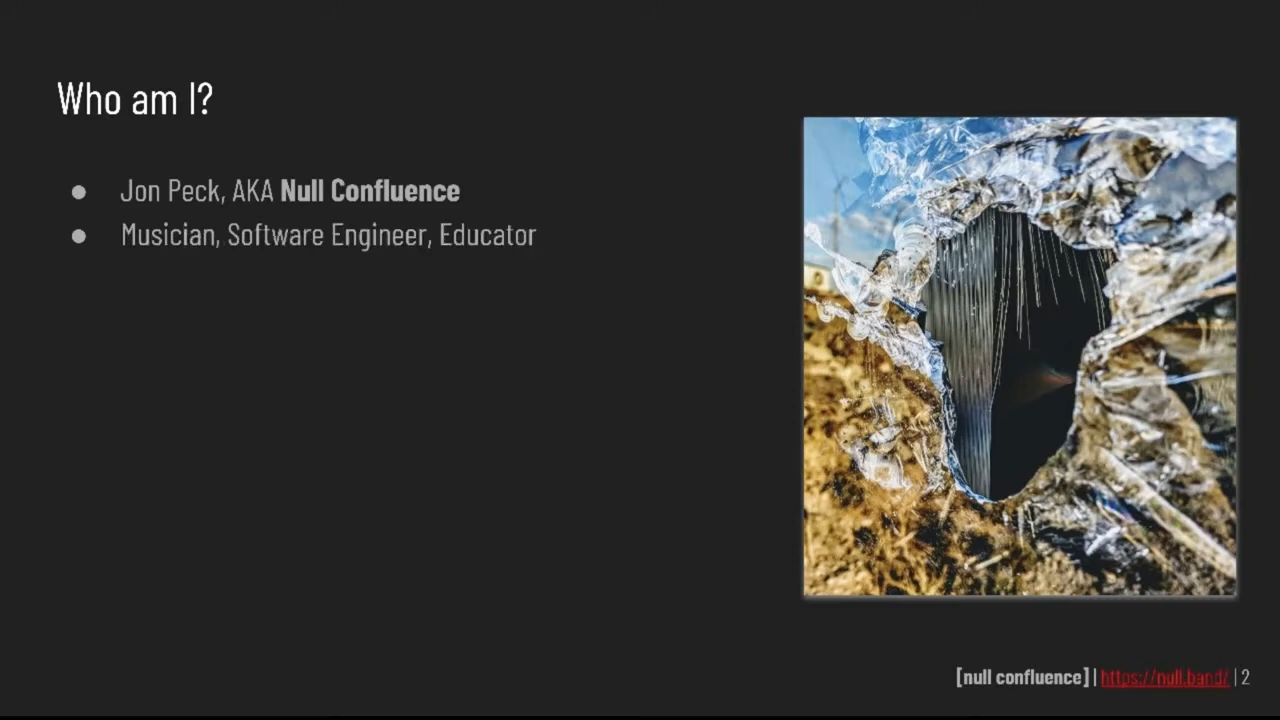 Who am I?
● Jon Peck, AKA Null Confluence
● Musician, Software Engineer, Educator
[null confluence] | https://null.band/ | 2